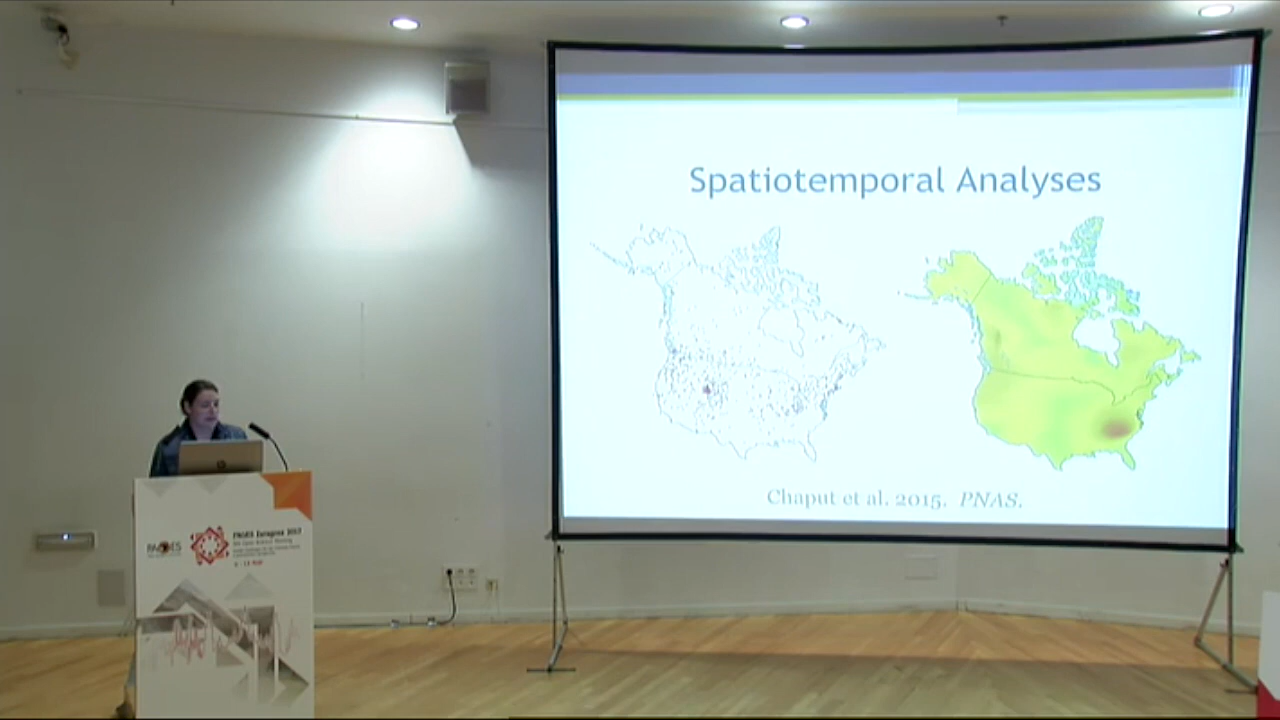 Spatiotemporal Analyses
Chaput et al. 2015. PNAS.
PAGES
PAGES Zaragoza 2017